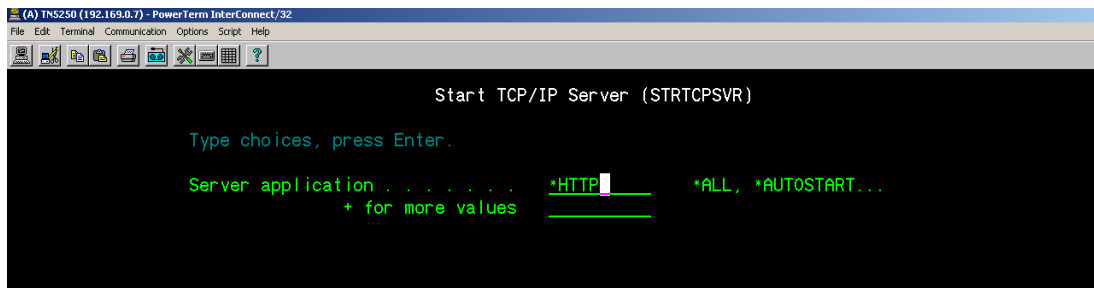 (A) TN5250 (192.169.0.7) - PowerTerm InterConnect/32
File Edit Terminal Communication Options Script Help
Start TCP/IP Server (STRTCPSVR)
Type choices, press Enter.
Server application . . . . . . . *HTTP *ALL, *AUTOSTART...
+ for more values